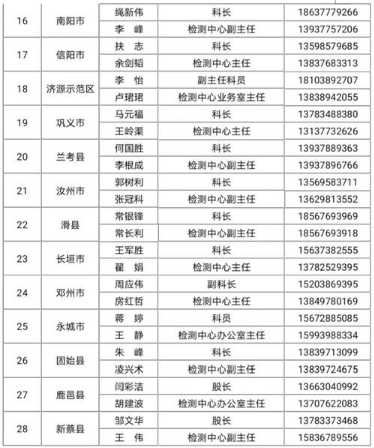 16 南阳市 绳新伟 科长 18637779266
李 峰 检测中心副主任 13937757206
17 信阳市 扶 志 科长 13598579685
余剑韬 检测中心副主任 13837683313
18 济源示范区 李 怡 副主任科员 18103892707
卢珺珺 检测中心业务室主任 13838942055
19 巩义市 马元福 科长 13783488380
王岭渠 检测中心副主任 13137732626
20 兰考县 何国胜 科长 13937889363
李根成 检测中心副主任 13937896766
21 汝州市 郭树利 科长 13569583711
张冠科 检测中心副主任 13629813552
22 滑县 常银锋 科长 18567693969
常长利 检测中心副主任 18567693918
23 长垣市 王军胜 科长 15637382555
翟 娟 检测中心主任 13782529395
24 邓州市 周应伟 副科长 15203869395
房红哲 检测中心主任 13849780169
25 永城市 蒋 婷 科员 15672885085
王 静 检测中心办公室主任 15993988334
26 固始县 朱 峰 科长 13839713099
凌兴术 检测中心副主任 13839724675
27 鹿邑县 闫彩洁 股长 13663040992
胡建波 检测中心办公室主任 13707622083
28 新蔡县 邹文华 股长 13783373468
王 伟 检测中心副主任 15836789556